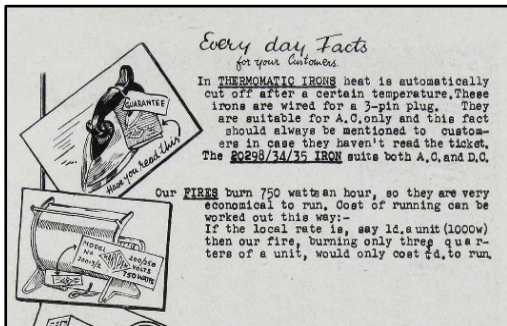 Every day Facts
for your Customers.
In THERMOMATIC IRONS heat is automatically
cut off after a certain temperature.These
irons are wired for a 3-pin plug. They
are suitable for A.C.only and this fact
should always be mentioned to custom-
ers in case they haven't read the ticket.
The 20298/34/35 IRON suits both A.C.and D.C.
GUARANTEE
Have you Read this
Our FIRES burn 750 watts an hour, so they are very
economical to run. Cost of running can be
worked out this way:-
If the local rate is, say 1d.a unit (1000w)
then our fire, burning only three quar-
ters of a unit, would only cost ¾d. to run.
MODEL
No
20013/2
200/250
VOLTS
750 WATTS